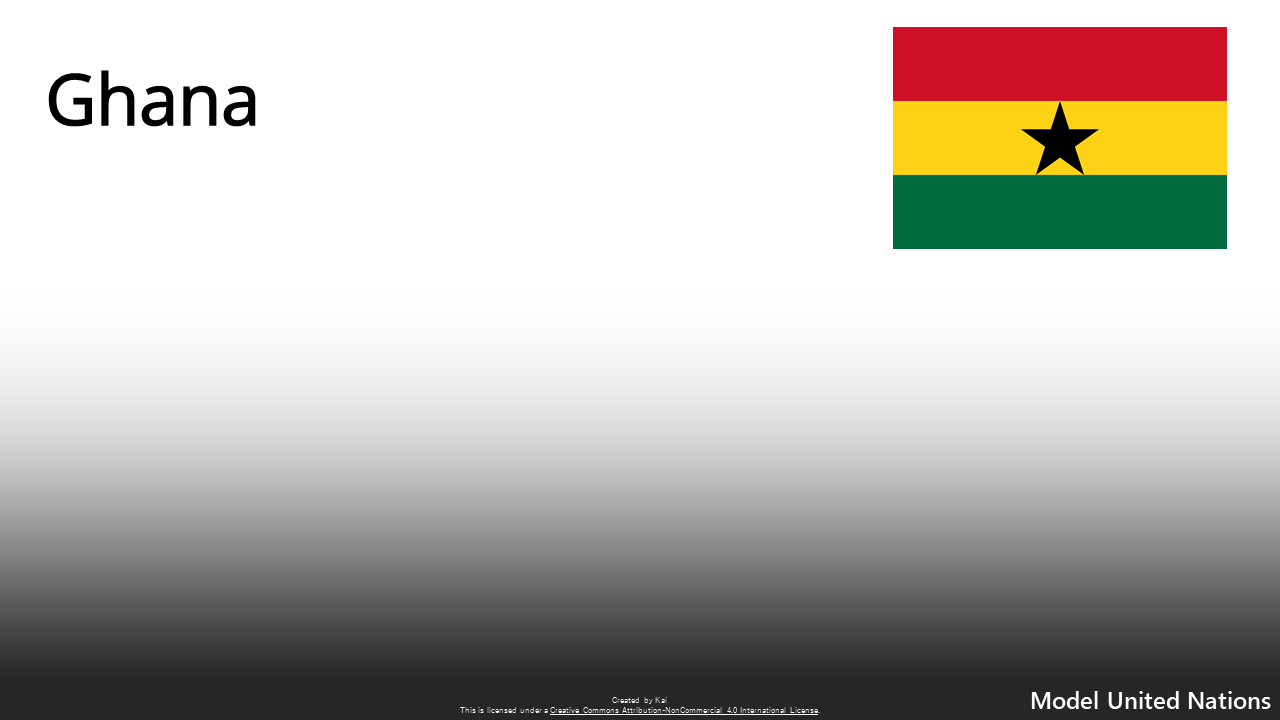 Ghana
Created by Kai
This is licensed under a Creative Commons Attribution-NonCommercial 4.0 International License.
Model United Nations